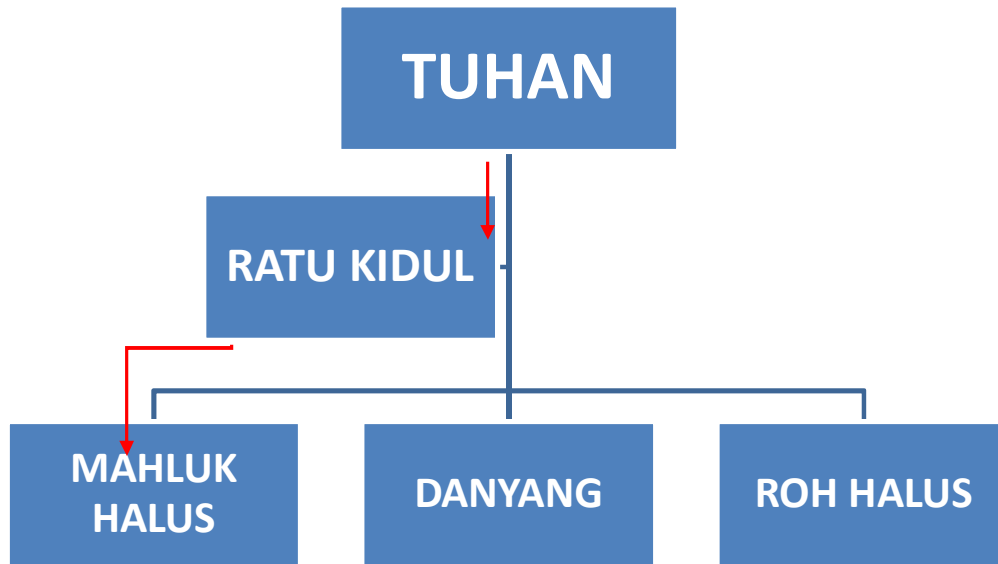 TUHAN
RATU KIDUL
MAHLUK
HALUS
DANYANG
ROH HALUS